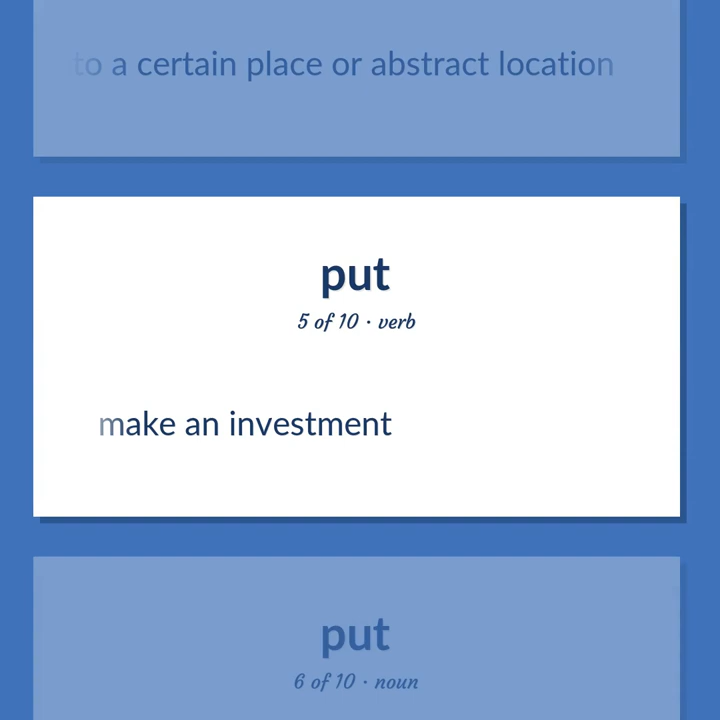 to a certain place or abstract location
put
5 of 10 · verb
make an investment
put
6 of 10 · noun